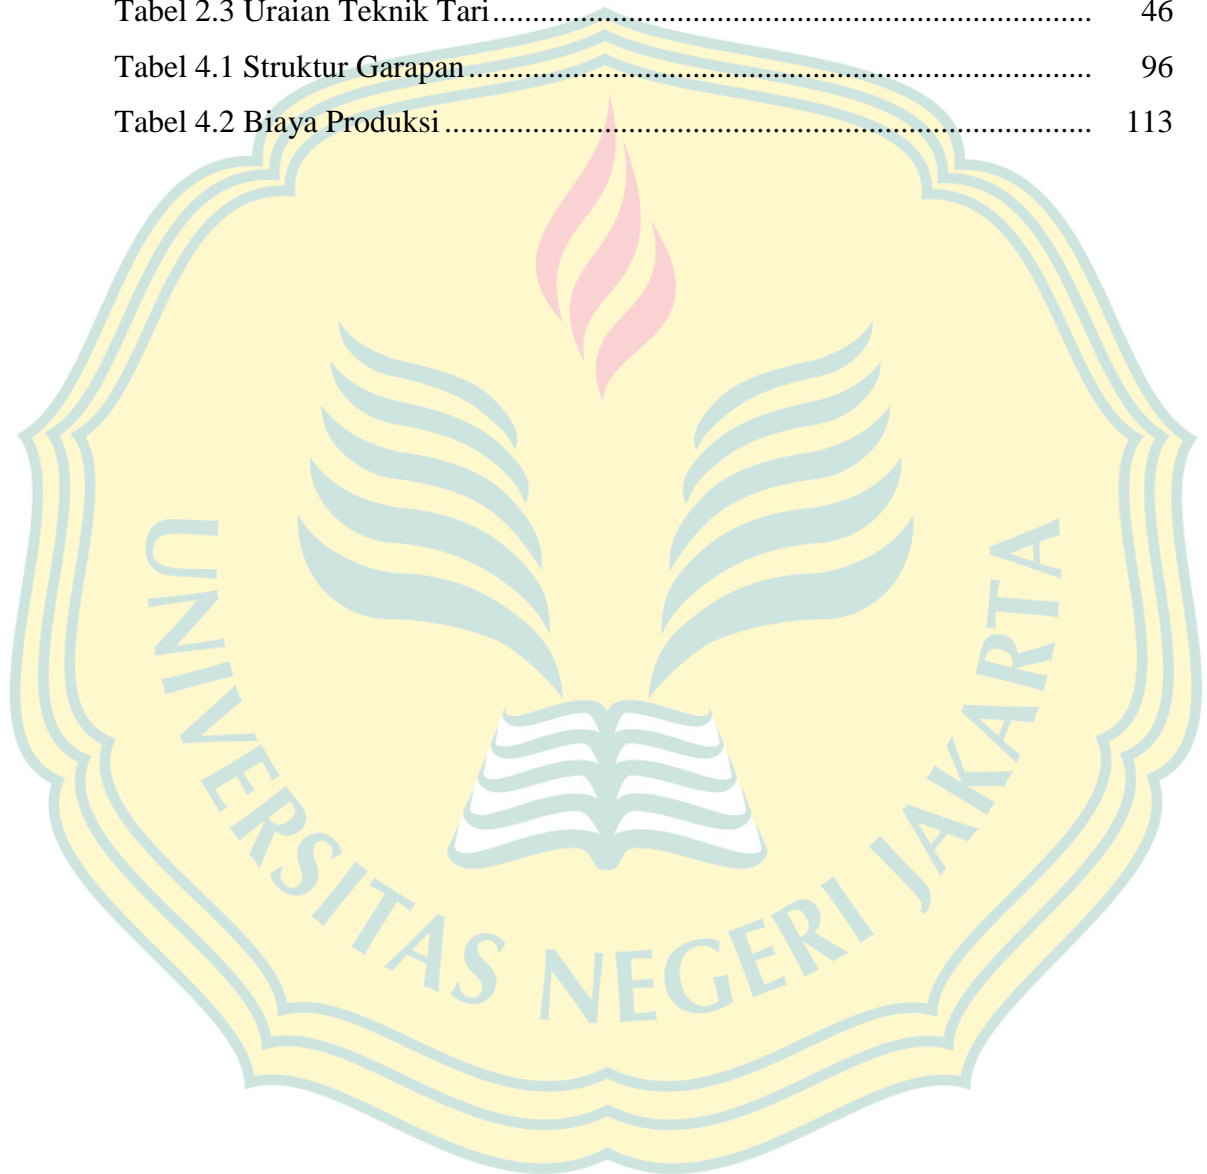 Tabel 2.3 Uraian Teknik Tari........................................................................... 46
Tabel 4.1 Struktur Garapan.............................................................................. 96
Tabel 4.2 Biaya Produksi................................................................................. 113
UNIVERSITAS NEGERI JAKARTA